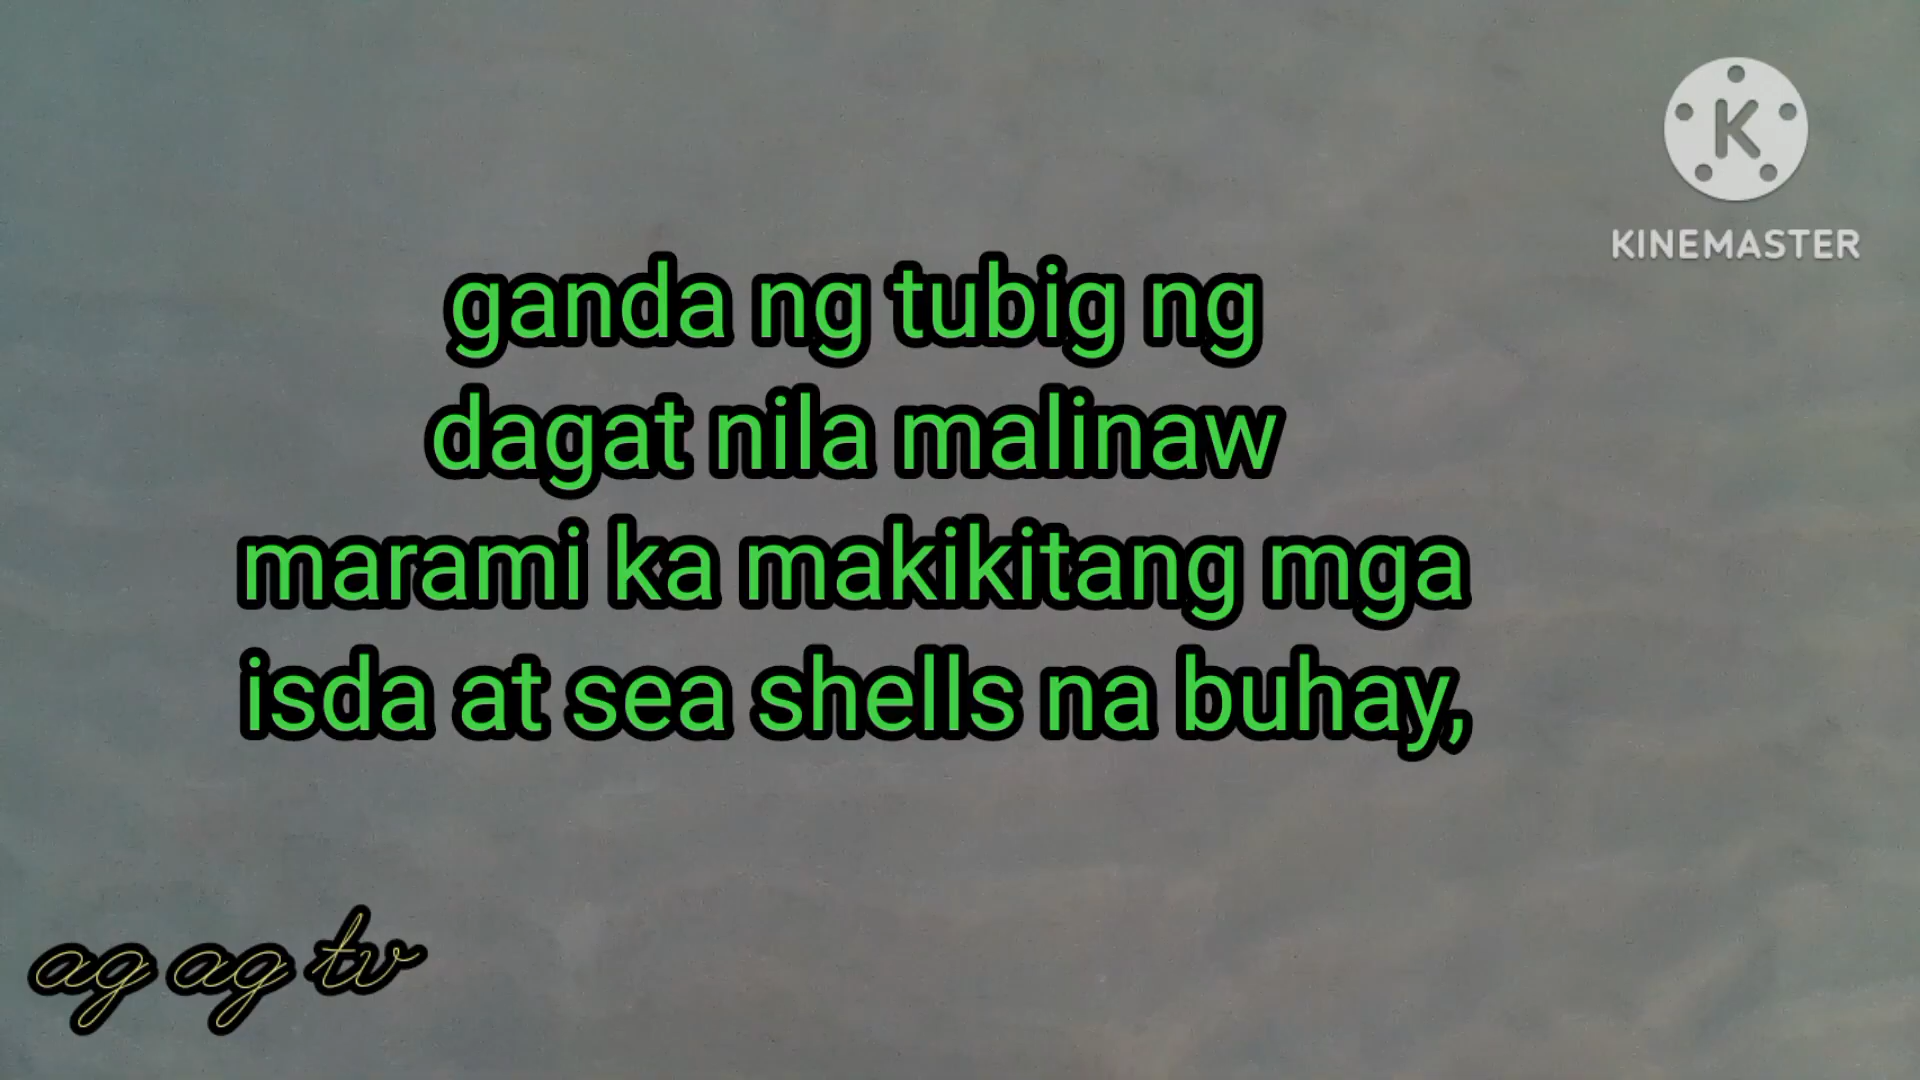 K
KINEMASTER
ganda ng tubig ng
dagat nila malinaw
marami ka makikitang mga
isda at sea shells na buhay,
ag ag tv